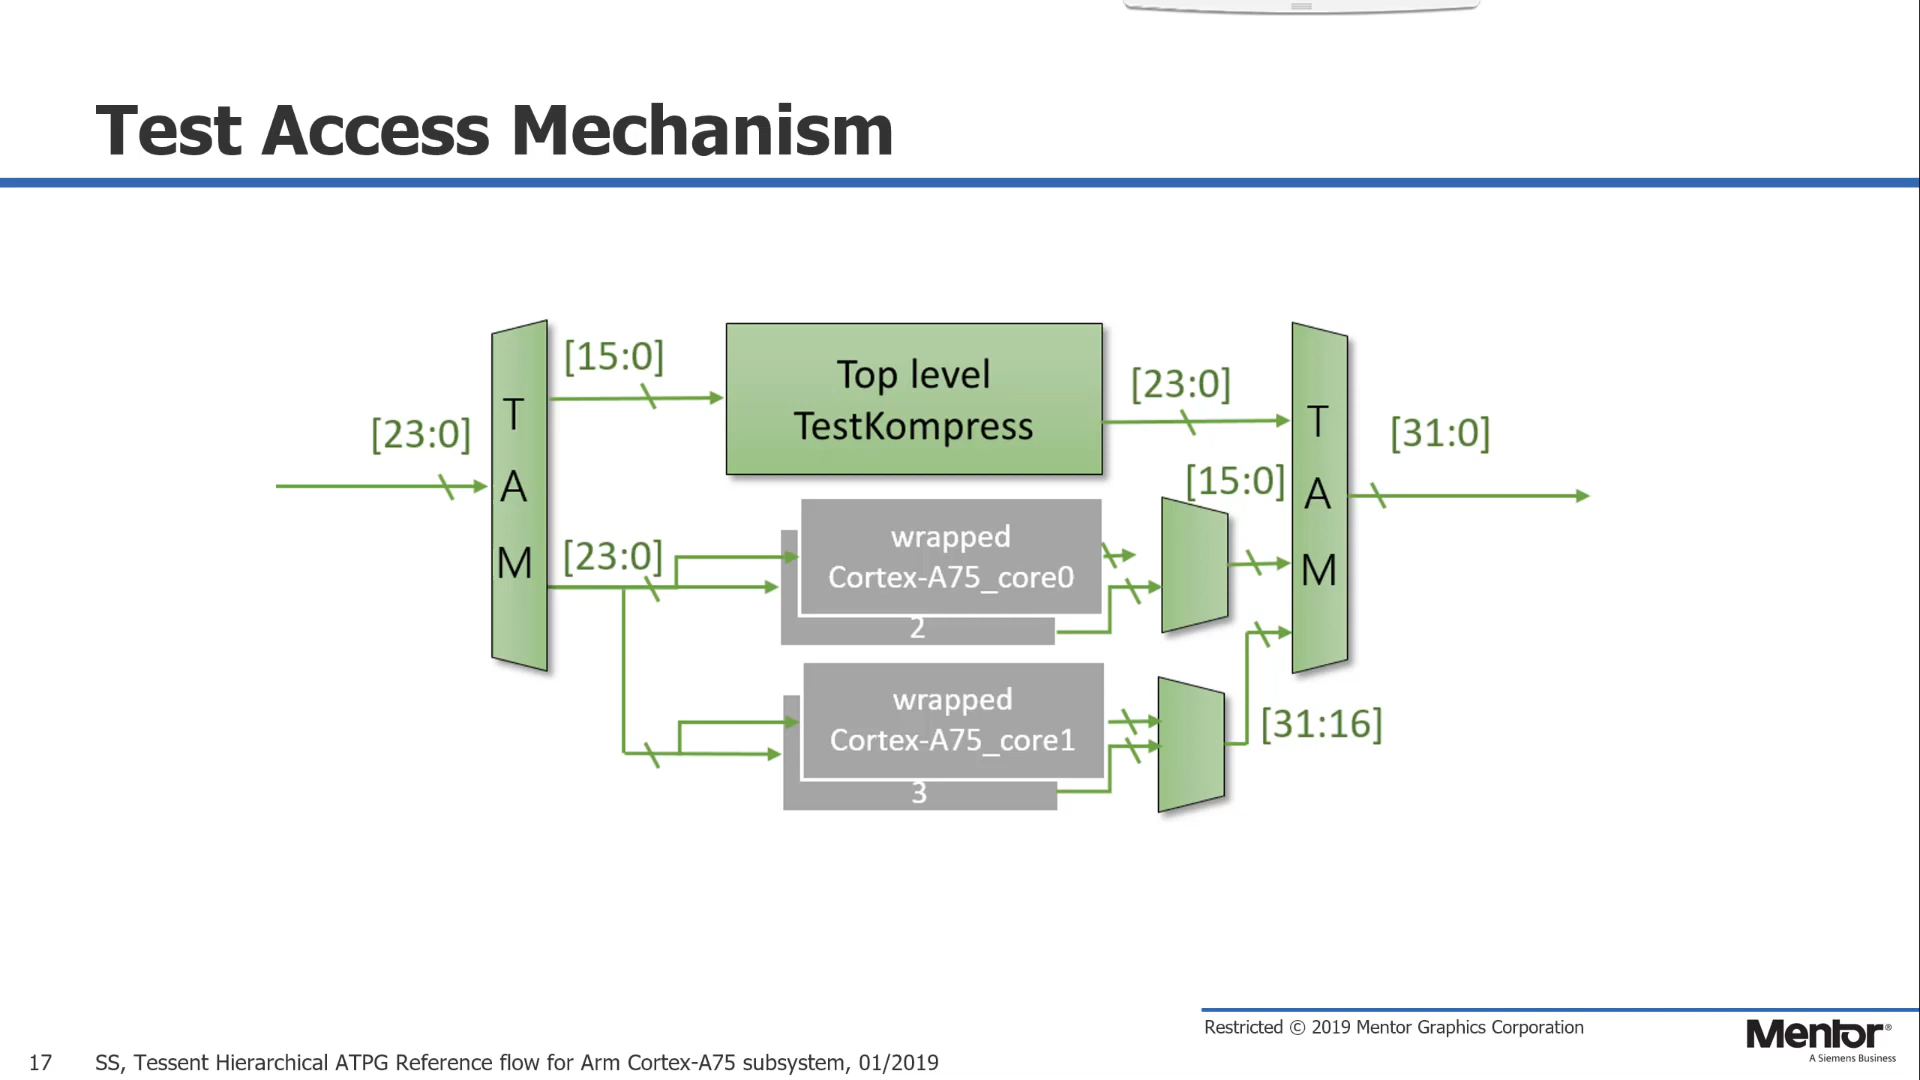 Test Access Mechanism
[15:0]
Top level
TestKompress
[23:0]
[23:0]
T
A
M
T
A
M
[31:0]
[15:0]
[23:0]
wrapped
Cortex-A75_core0
2
wrapped
Cortex-A75_core1
3
[31:16]
Restricted © 2019 Mentor Graphics Corporation
Mentor®
A Siemens Business
17
SS, Tessent Hierarchical ATPG Reference flow for Arm Cortex-A75 subsystem, 01/2019